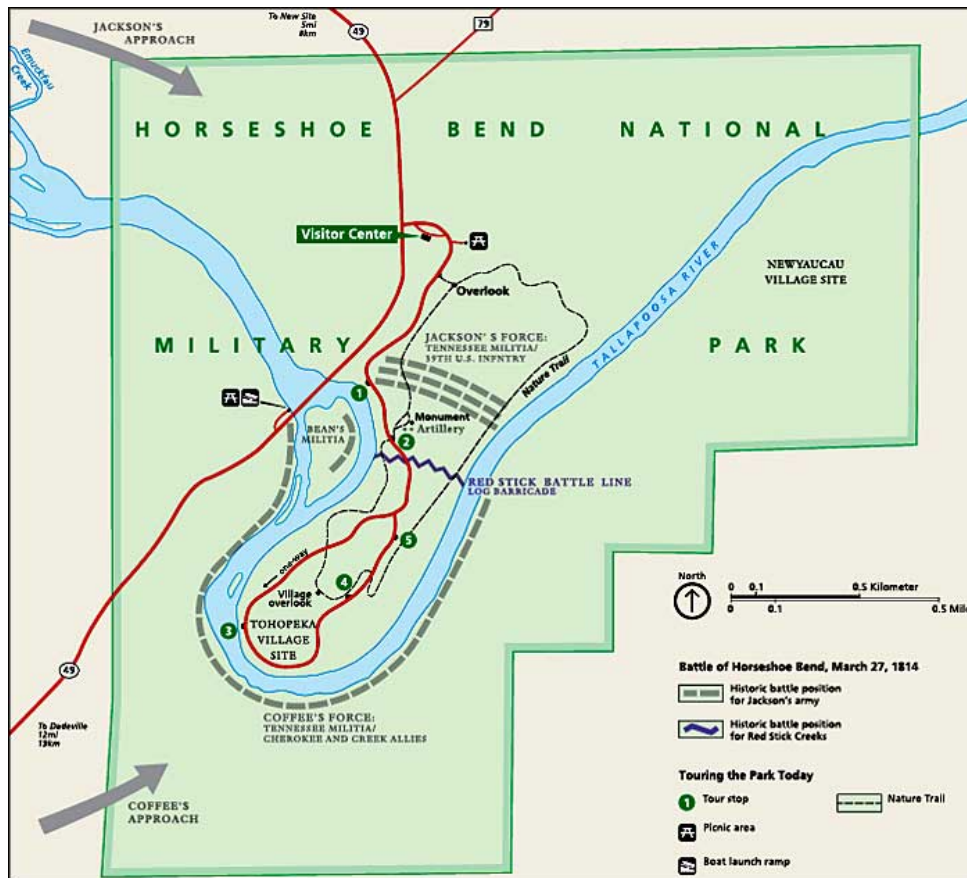 JACKSON'S
APPROACH
To New Site
5mi
8km
49
79
Emuckfau
Creek
HORSESHOE BEND NATIONAL
Visitor Center
NEWYAUCAU
VILLAGE SITE
Overlook
TALLAPOOSA RIVER
MILITARY PARK
JACKSON'S FORCE:
TENNESSEE MILITIA/
39TH U.S. INFNTRY
Nature Trail
1
Monument
Artillery
BEAN'S
MILITIA
2
RED STICK BATTLE LINE
LOG BARRICADE
5
one-way
4
Village
overlook
3
TOHOPEKA
VILLAGE
SITE
49
To Dadeville
12mi
19km
COFFEE'S FORCE:
TENNESSEE MILITIA/
CHEROKEE AND CREEK ALLIES
COFFEE'S
APPROACH
North
0 0.1 0.5 Kilometer
0 0.1 0.5 Mile
Battle of Horseshoe Bend, March 27, 1814
Historic battle position
for Jackson's army
Historic battle position
for Red Stick Creeks
Touring the Park Today
1 Tour stop
Nature Trail
Picnic area
Boat launch ramp